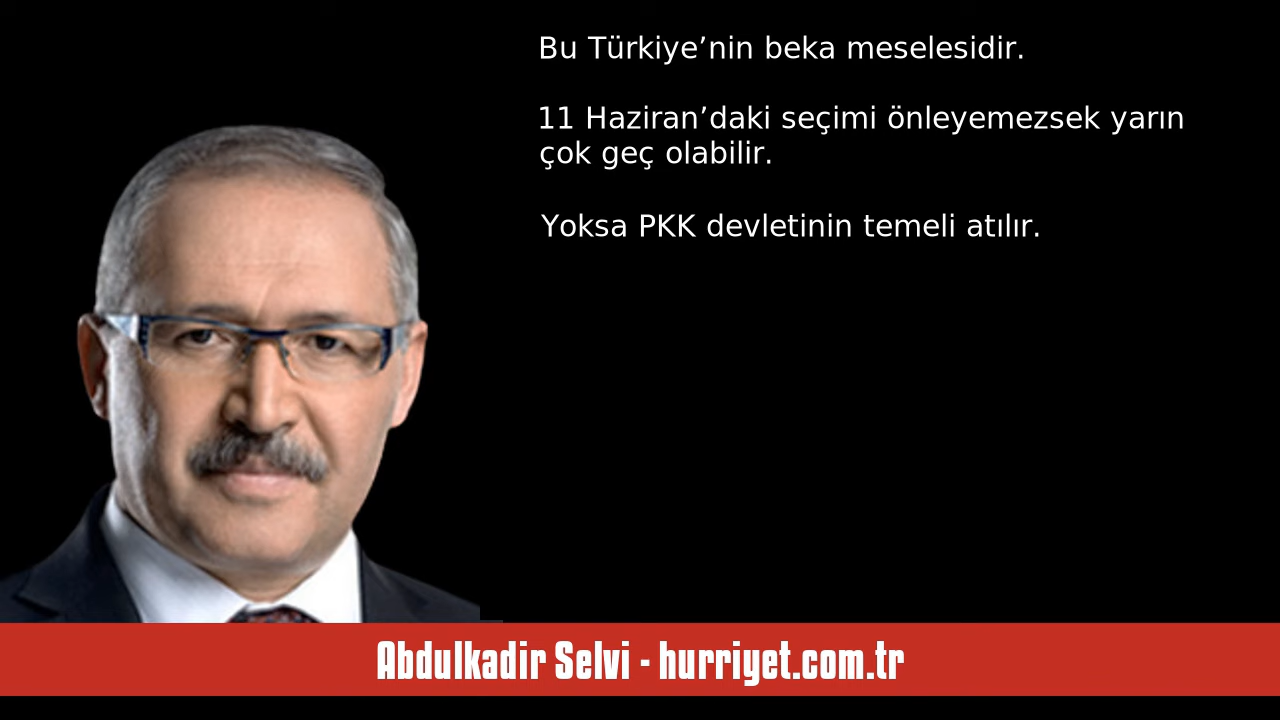 Bu Türkiye’nin beka meselesidir.
11 Haziran’daki seçimi önleyemezsek yarın
çok geç olabilir.
Yoksa PKK devletinin temeli atılır.
Abdulkadir Selvi - hurriyet.com.tr